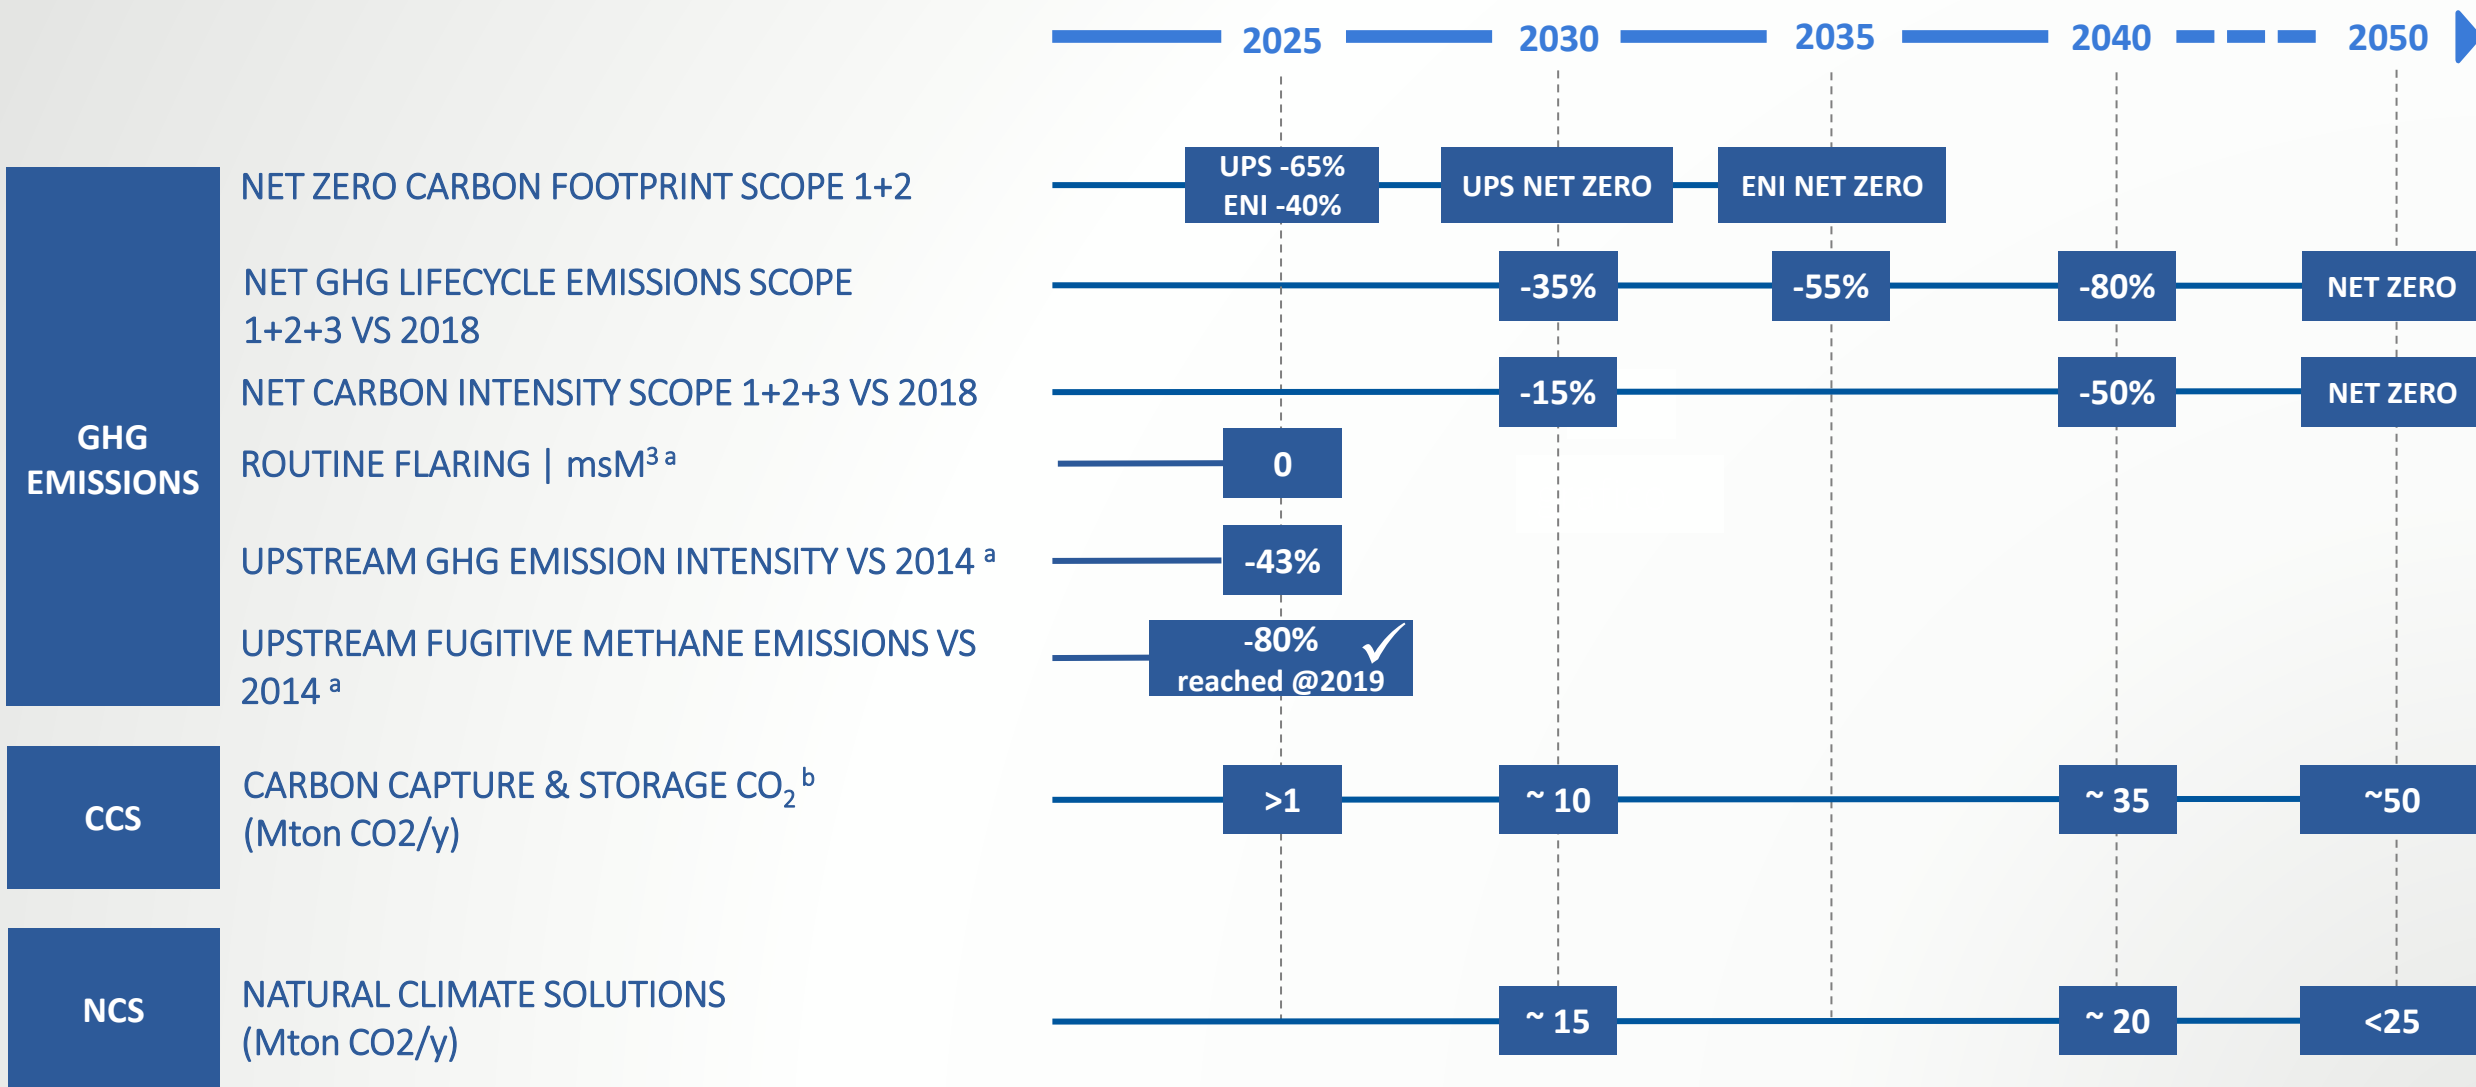 2025 2030 2035 2040 2050
GHG
EMISSIONS
NET ZERO CARBON FOOTPRINT SCOPE 1+2
UPS -65%
ENI -40%
UPS NET ZERO
ENI NET ZERO
NET GHG LIFECYCLE EMISSIONS SCOPE
1+2+3 VS 2018
-35%
-55%
-80%
NET ZERO
NET CARBON INTENSITY SCOPE 1+2+3 VS 2018
-15%
-50%
NET ZERO
ROUTINE FLARING | msM³ ᵃ
0
UPSTREAM GHG EMISSION INTENSITY VS 2014 ᵃ
-43%
UPSTREAM FUGITIVE METHANE EMISSIONS VS
2014 ᵃ
-80% ✓
reached @2019
CCS
CARBON CAPTURE & STORAGE CO₂ ᵇ
(Mton CO2/y)
>1
~ 10
~ 35
~50
NCS
NATURAL CLIMATE SOLUTIONS
(Mton CO2/y)
~ 15
~ 20
<25